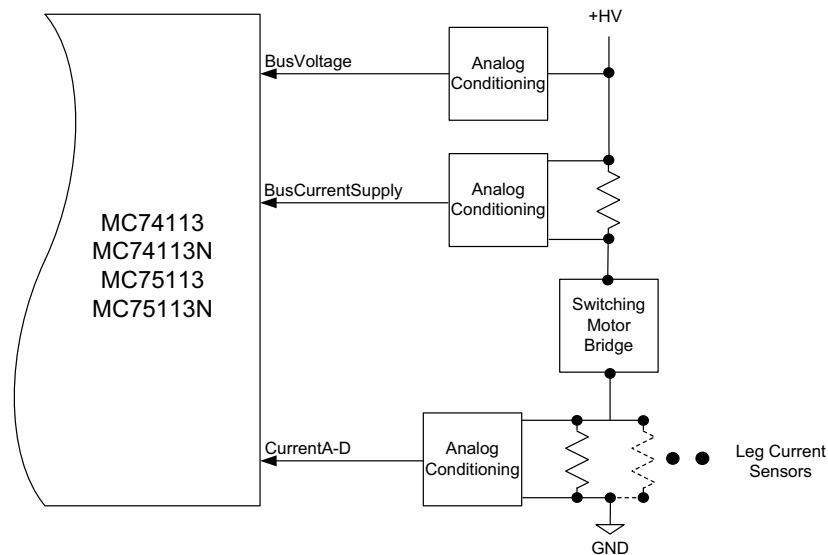 +HV
BusVoltage
Analog
Conditioning
BusCurrentSupply
Analog
Conditioning
MC74113
MC74113N
MC75113
MC75113N
Switching
Motor
Bridge
CurrentA-D
Analog
Conditioning
Leg Current
Sensors
GND